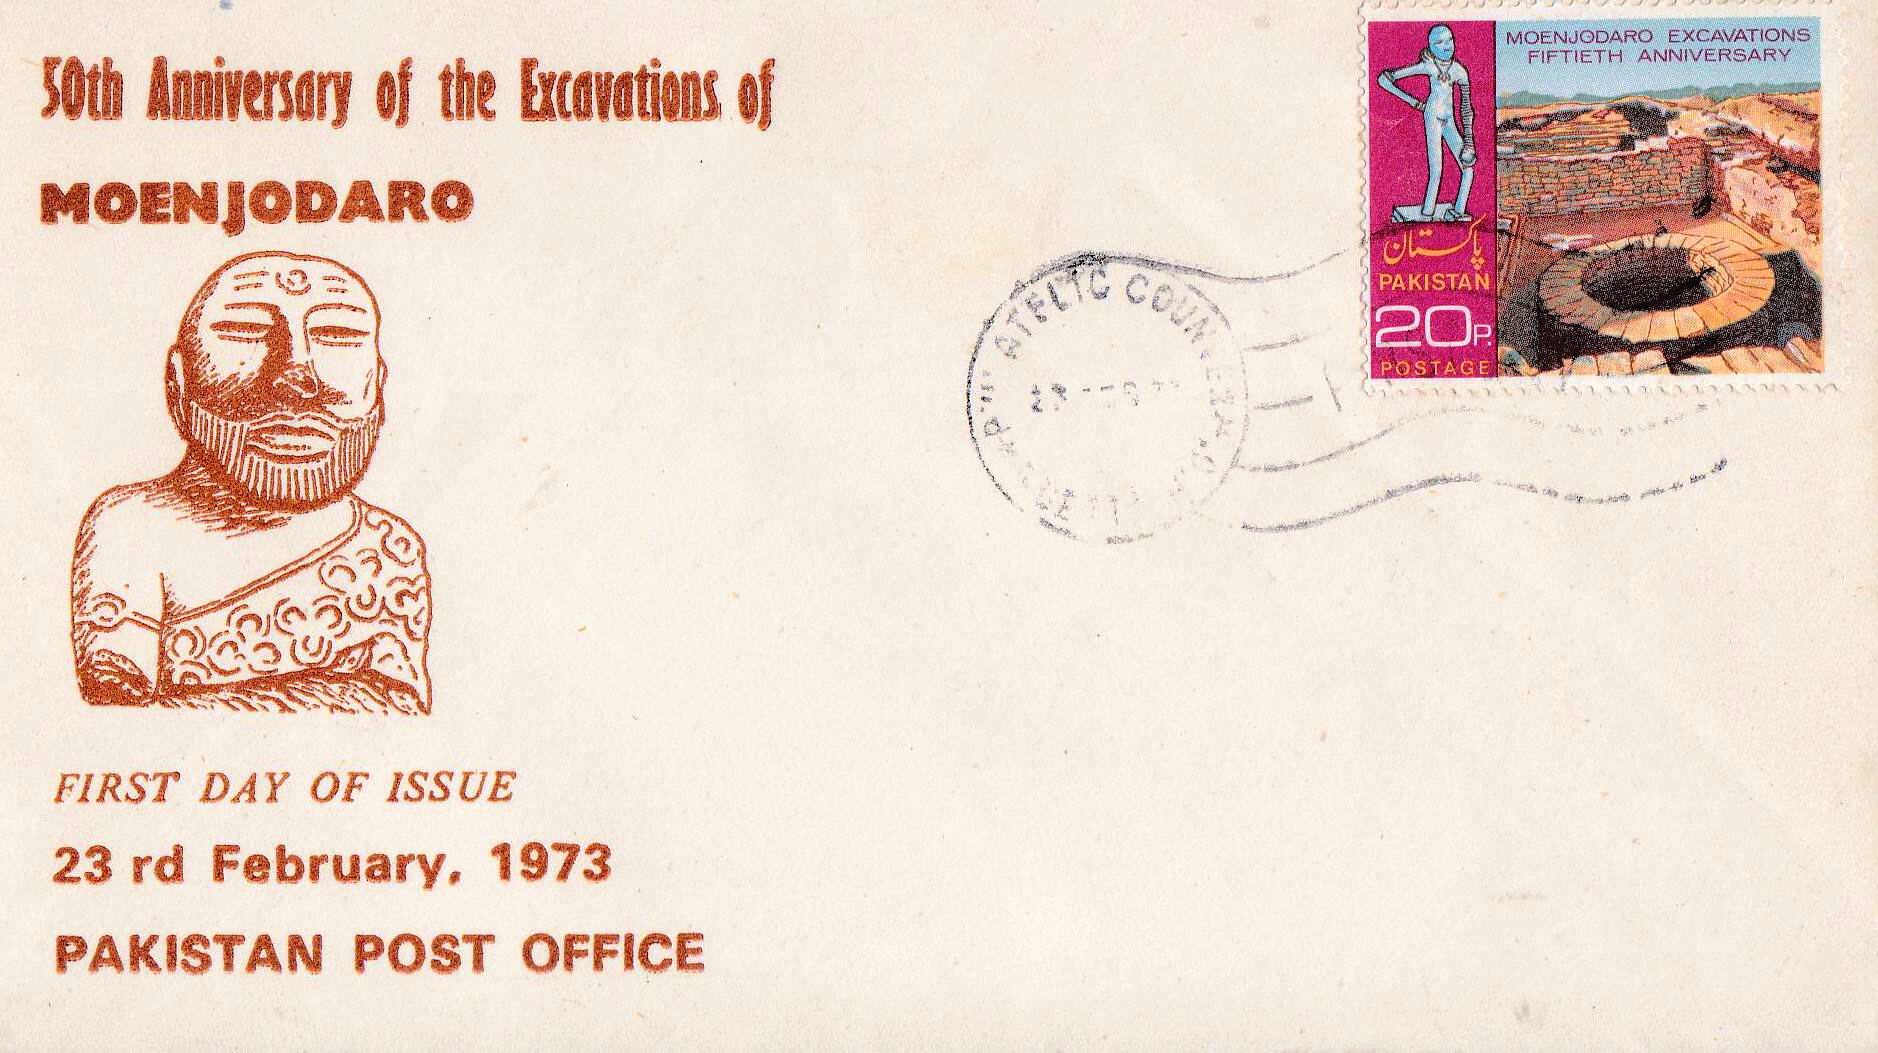 50th Anniversary of the Excavations of
MOENJODARO
FIRST DAY OF ISSUE
23 rd February, 1973
PAKISTAN POST OFFICE
MOENJODARO EXCAVATIONS
FIFTIETH ANNIVERSARY
پاکستان
PAKISTAN
20P.
POSTAGE